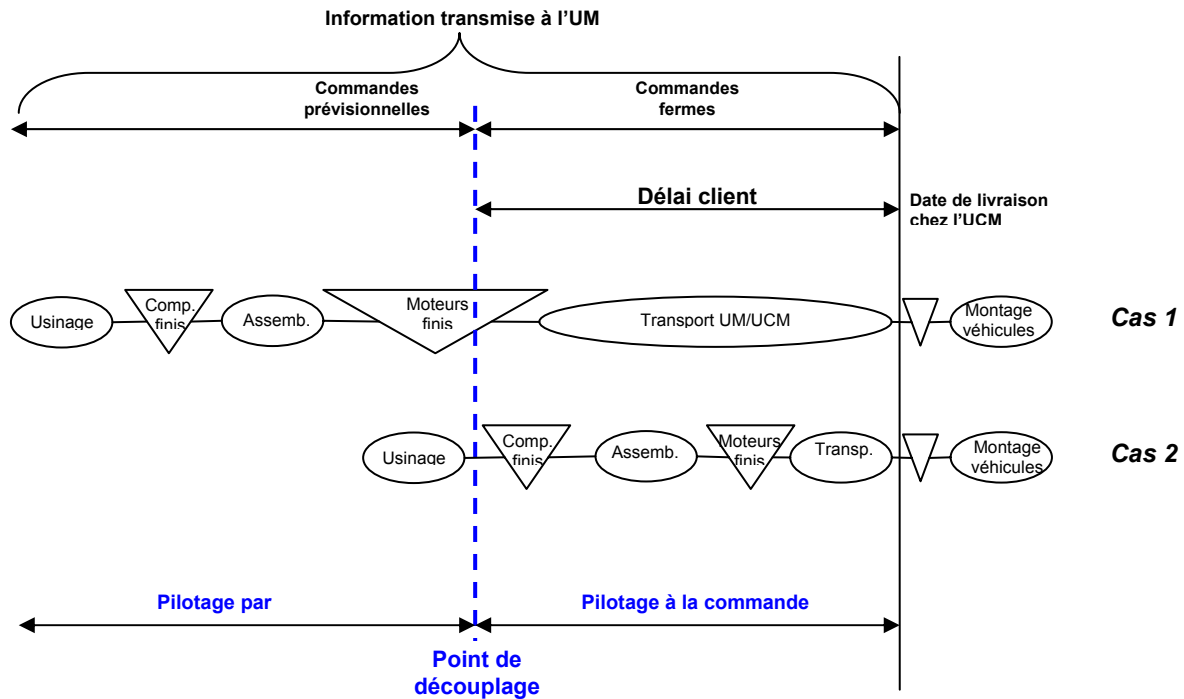 Information transmise à l’UM
Commandes
prévisionnelles
Commandes
fermes
Délai client
Date de livraison
chez l’UCM
Usinage
Comp.
finis
Assemb.
Moteurs
finis
Transport UM/UCM
Montage
véhicules
Cas 1
Usinage
Comp.
finis
Assemb.
Moteurs
finis
Transp.
Montage
véhicules
Cas 2
Pilotage par
Pilotage à la commande
Point de
découplage